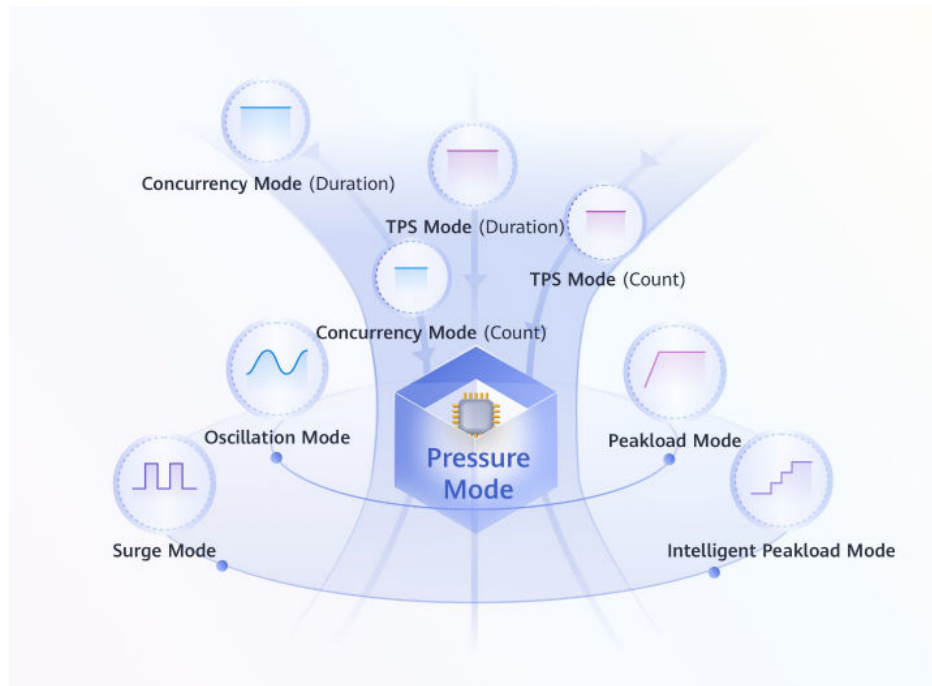 Concurrency Mode (Duration)
TPS Mode (Duration)
TPS Mode (Count)
Concurrency Mode (Count)
Oscillation Mode
Peakload Mode
Pressure
Mode
Surge Mode
Intelligent Peakload Mode